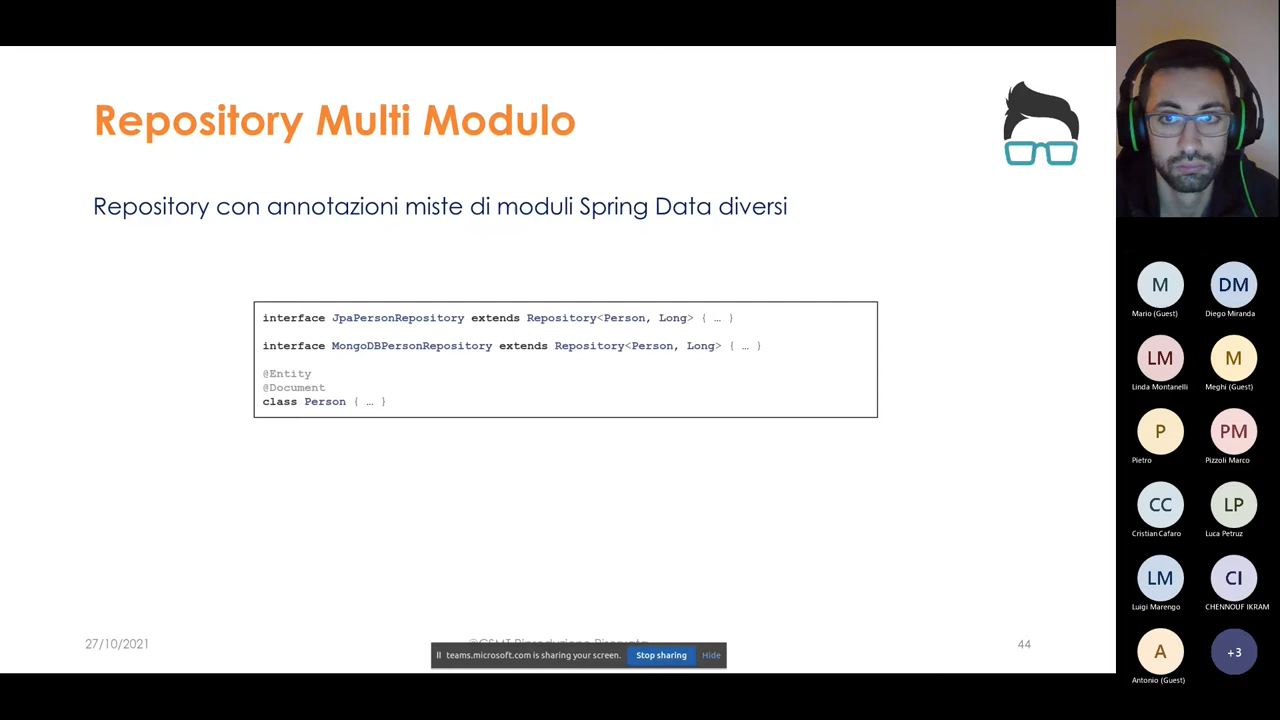 Repository Multi Modulo
Repository con annotazioni miste di moduli Spring Data diversi
interface JpaPersonRepository extends Repository<Person, Long> { … }
interface MongoDBPersonRepository extends Repository<Person, Long> { … }
@Entity
@Document
class Person { … }
27/10/2021
44
teams.microsoft.com is sharing your screen.
Stop sharing
Hide
M
DM
Mario (Guest)
Diego Miranda
LM
M
Linda Montanelli
Meghi (Guest)
P
PM
Pietro
Pizzoli Marco
CC
LP
Cristian Cafaro
Luca Petruz
LM
CI
Luigi Marengo
CHENNOUF IKRAM
A
+3
Antonio (Guest)